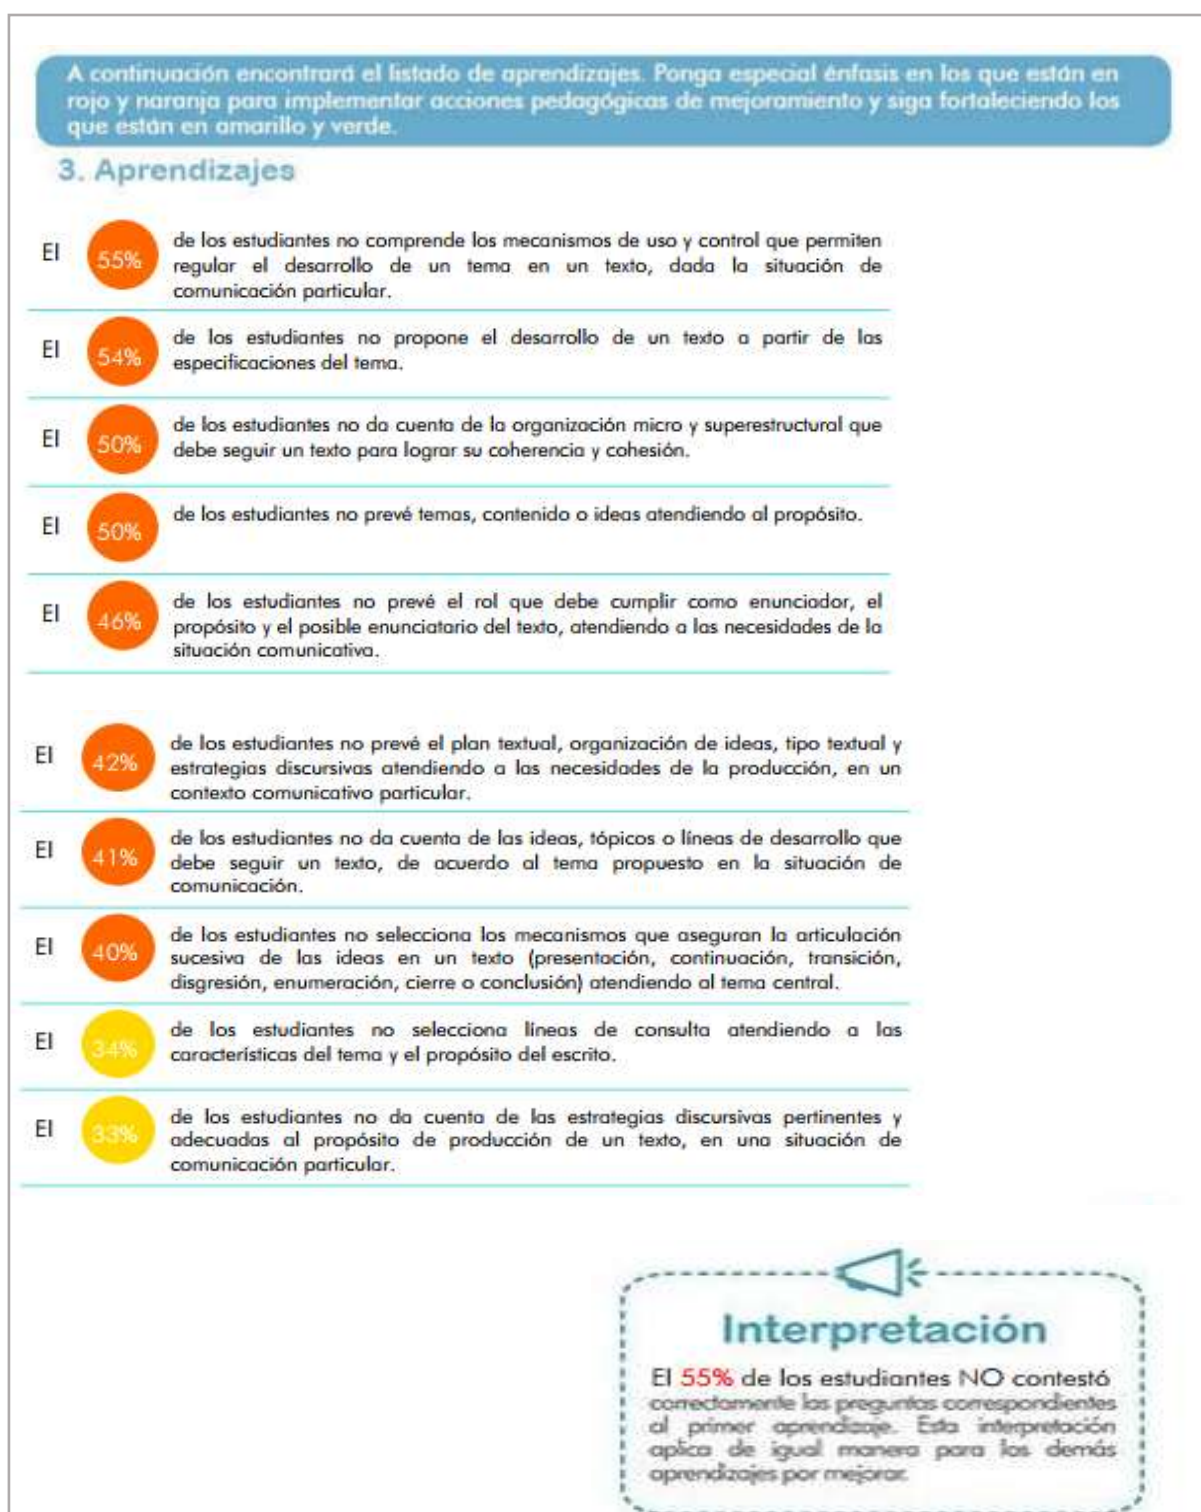 A continuación encontrará el listado de aprendizajes. Ponga especial énfasis en los que están en
rojo y naranja para implementar acciones pedagógicas de mejoramiento y siga fortaleciendo los
que están en amarillo y verde.
3. Aprendizajes
El 55% de los estudiantes no comprende los mecanismos de uso y control que permiten
regular el desarrollo de un tema en un texto, dada la situación de
comunicación particular.
El 54% de los estudiantes no propone el desarrollo de un texto a partir de las
especificaciones del tema.
El 50% de los estudiantes no da cuenta de la organización micro y superestructural que
debe seguir un texto para lograr su coherencia y cohesión.
El 50% de los estudiantes no prevé temas, contenido o ideas atendiendo al propósito.
El 46% de los estudiantes no prevé el rol que debe cumplir como enunciador, el
propósito y el posible enunciatario del texto, atendiendo a las necesidades de la
situación comunicativa.
El 42% de los estudiantes no prevé el plan textual, organización de ideas, tipo textual y
estrategias discursivas atendiendo a las necesidades de la producción, en un
contexto comunicativo particular.
El 41% de los estudiantes no da cuenta de las ideas, tópicos o líneas de desarrollo que
debe seguir un texto, de acuerdo al tema propuesto en la situación de
comunicación.
El 40% de los estudiantes no selecciona los mecanismos que aseguran la articulación
sucesiva de las ideas en un texto (presentación, continuación, transición,
disgresión, enumeración, cierre o conclusión) atendiendo al tema central.
El 34% de los estudiantes no selecciona líneas de consulta atendiendo a las
características del tema y el propósito del escrito.
El 33% de los estudiantes no da cuenta de las estrategias discursivas pertinentes y
adecuadas al propósito de producción de un texto, en una situación de
comunicación particular.
Interpretación
El 55% de los estudiantes NO contestó
correctamente las preguntas correspondientes
al primer aprendizaje. Esta interpretación
aplica de igual manera para los demás
aprendizajes por mejorar.